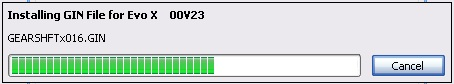 Installing GIN File for Evo X 00V23
GEARSHFTx016.GIN
Cancel